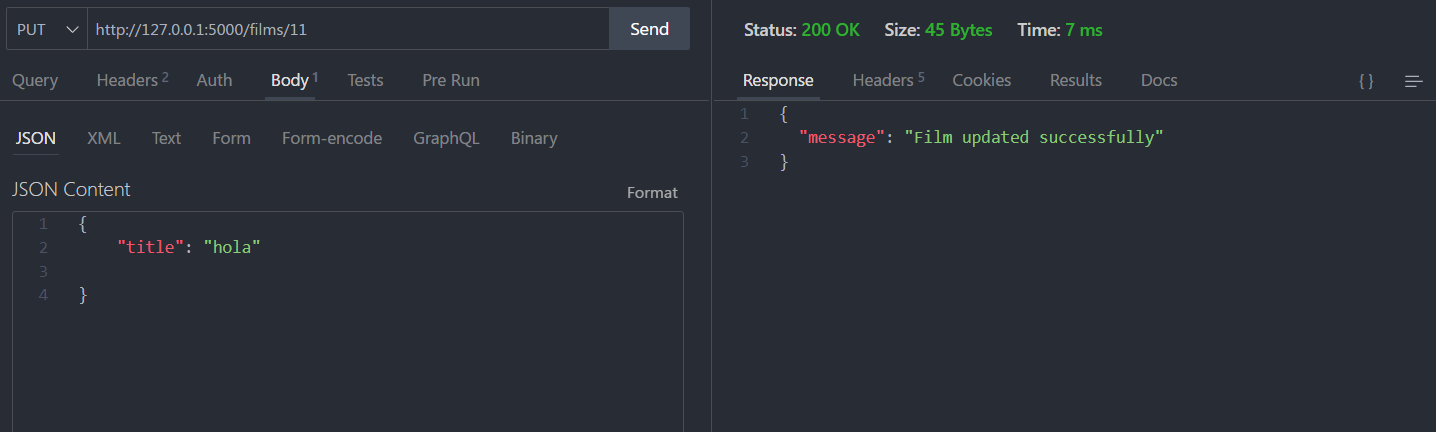 PUT http://127.0.0.1:5000/films/11 Send
Query Headers 2 Auth Body 1 Tests Pre Run
JSON XML Text Form Form-encode GraphQL Binary
JSON Content Format
1 {
2 "title": "hola"
3
4 }
Status: 200 OK Size: 45 Bytes Time: 7 ms
Response Headers 5 Cookies Results Docs { }
1 {
2 "message": "Film updated successfully"
3 }